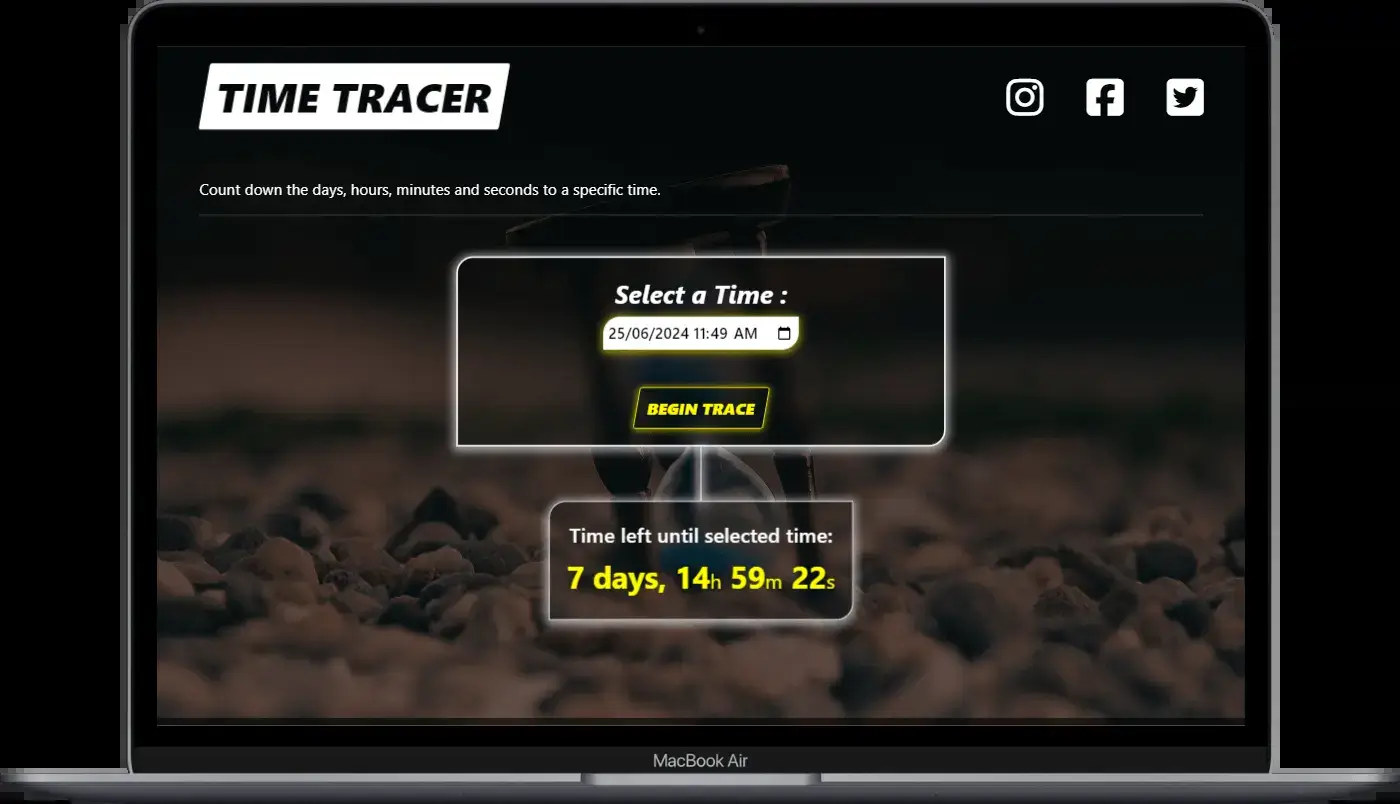 TIME TRACER
Count down the days, hours, minutes and seconds to a specific time.
Select a Time :
25/06/2024 11:49 AM
BEGIN TRACE
Time left until selected time:
7 days, 14h 59m 22s
MacBook Air